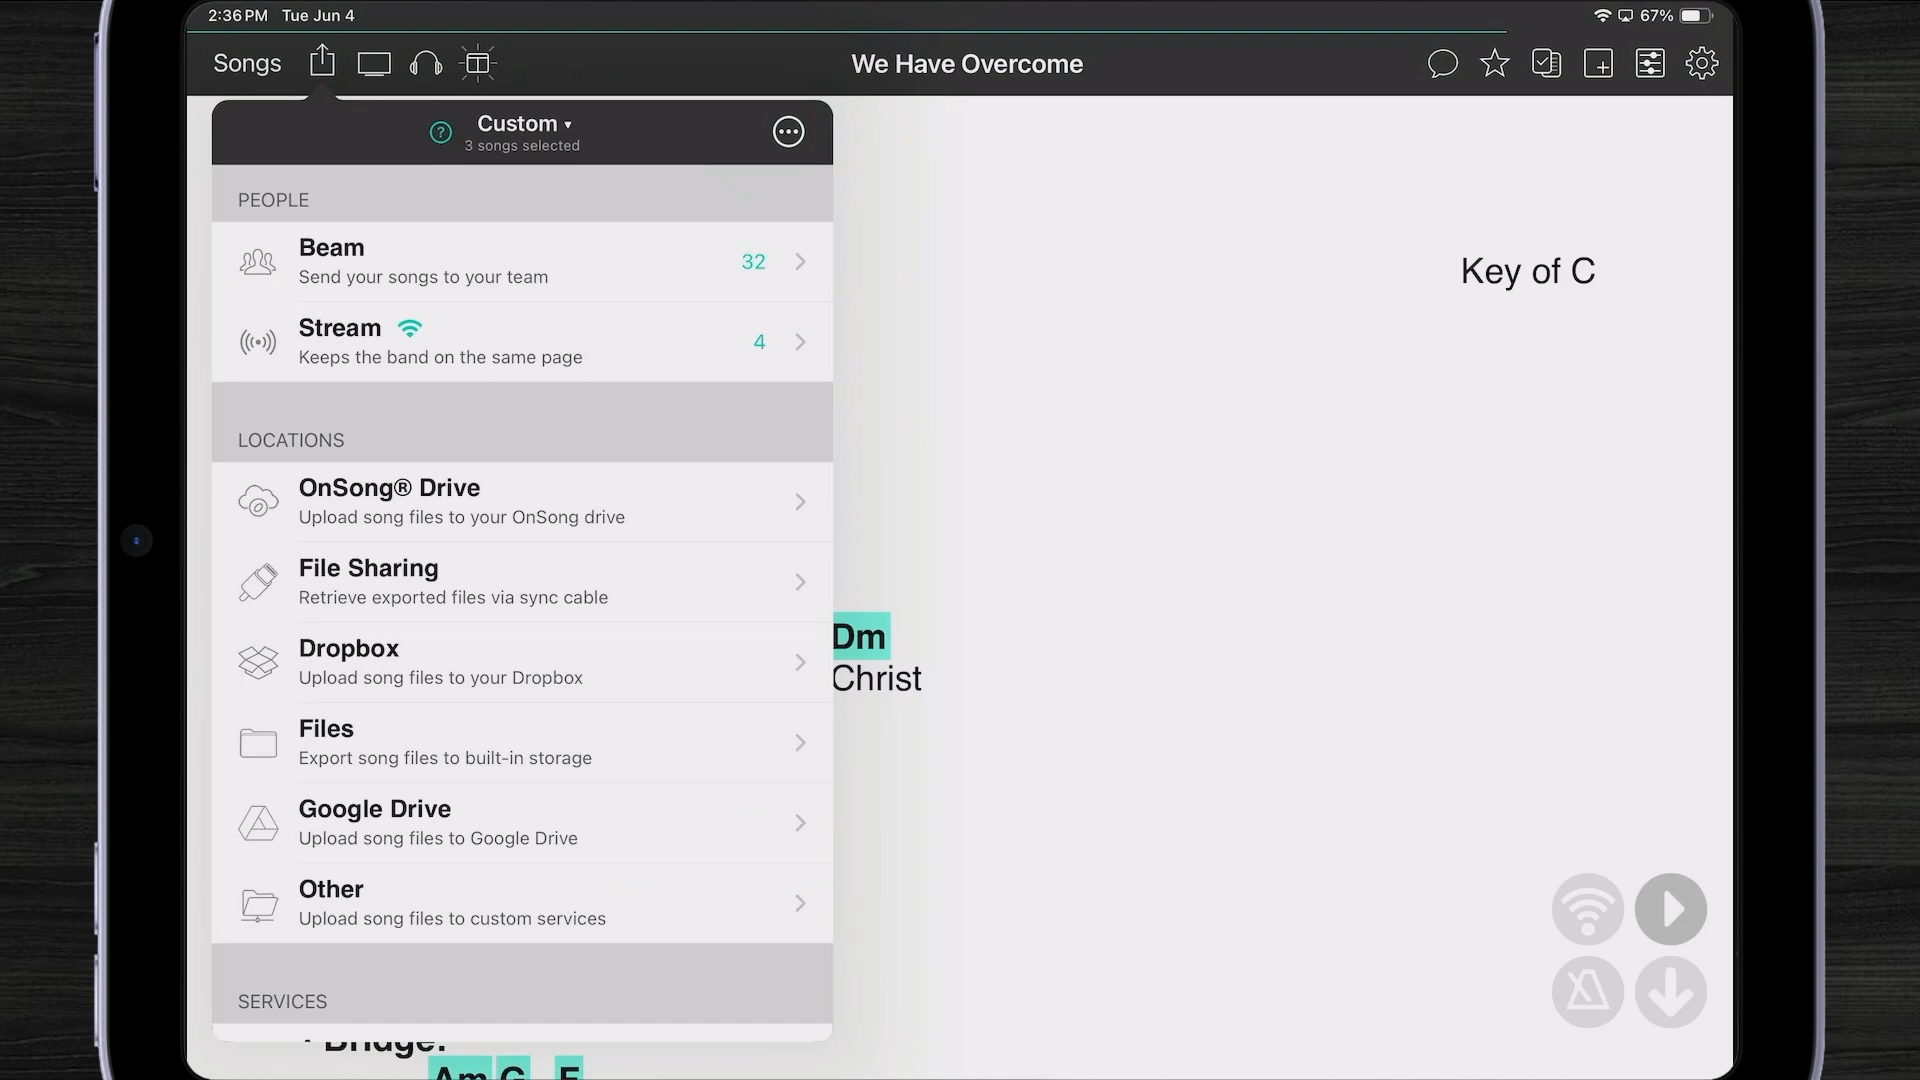 2:36 PM Tue Jun 4
67%
Songs
We Have Overcome
Custom ▾
3 songs selected
PEOPLE
Beam
32
Send your songs to your team
Stream
4
Keeps the band on the same page
LOCATIONS
OnSong® Drive
Upload song files to your OnSong drive
File Sharing
Retrieve exported files via sync cable
Dropbox
Upload song files to your Dropbox
Files
Export song files to built-in storage
Google Drive
Upload song files to Google Drive
Other
Upload song files to custom services
SERVICES
Key of C
Dm
Christ
Bridge:
Am G F